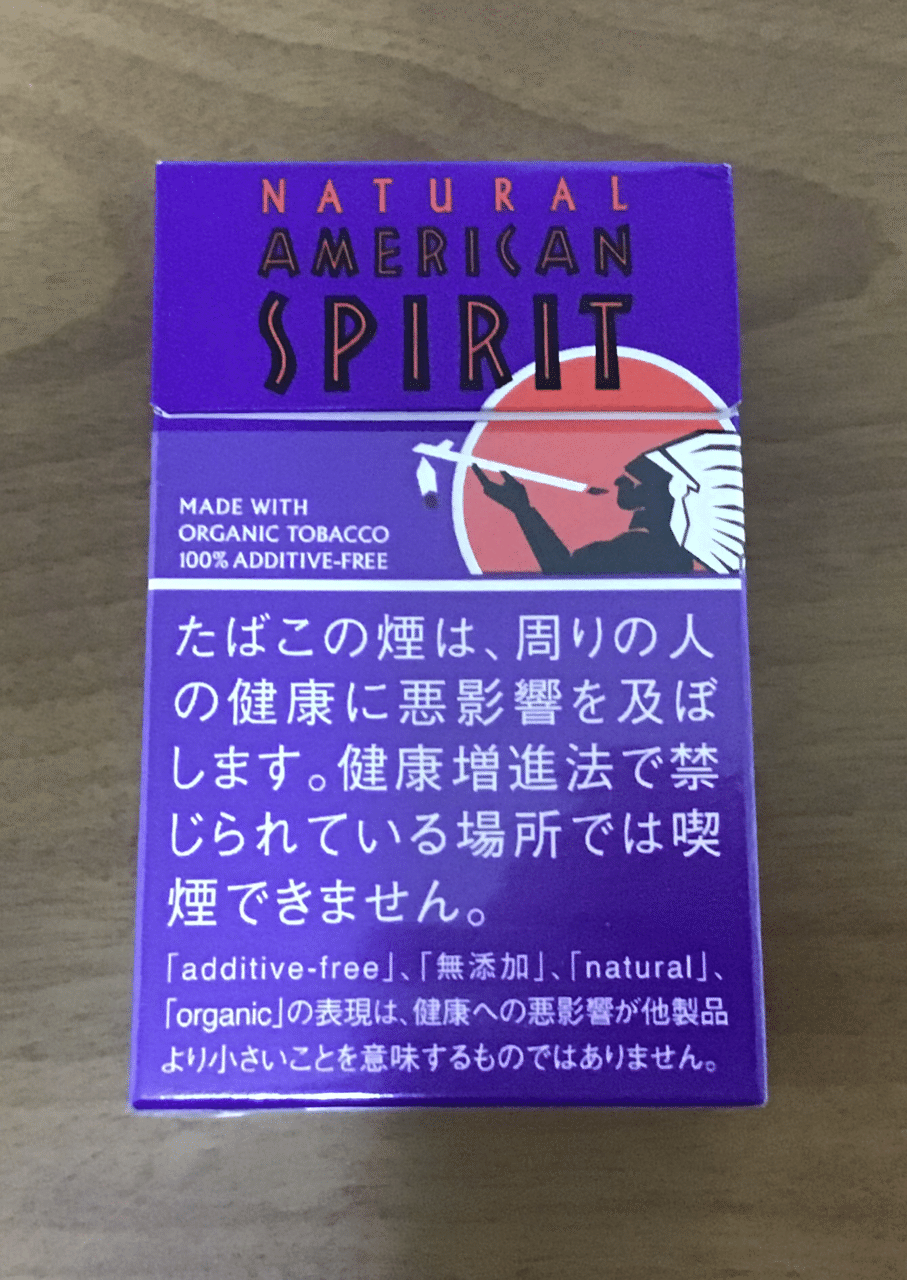 NATURAL
AMERICAN
SPIRIT
MADE WITH
ORGANIC TOBACCO
100% ADDITIVE-FREE
たばこの煙は、周りの人
の健康に悪影響を及ぼ
します。健康増進法で禁
じられている場所では喫
煙できません。
「additive-free」、「無添加」、「natural」、
「organic」の表現は、健康への悪影響が他製品
より小さいことを意味するものではありません。